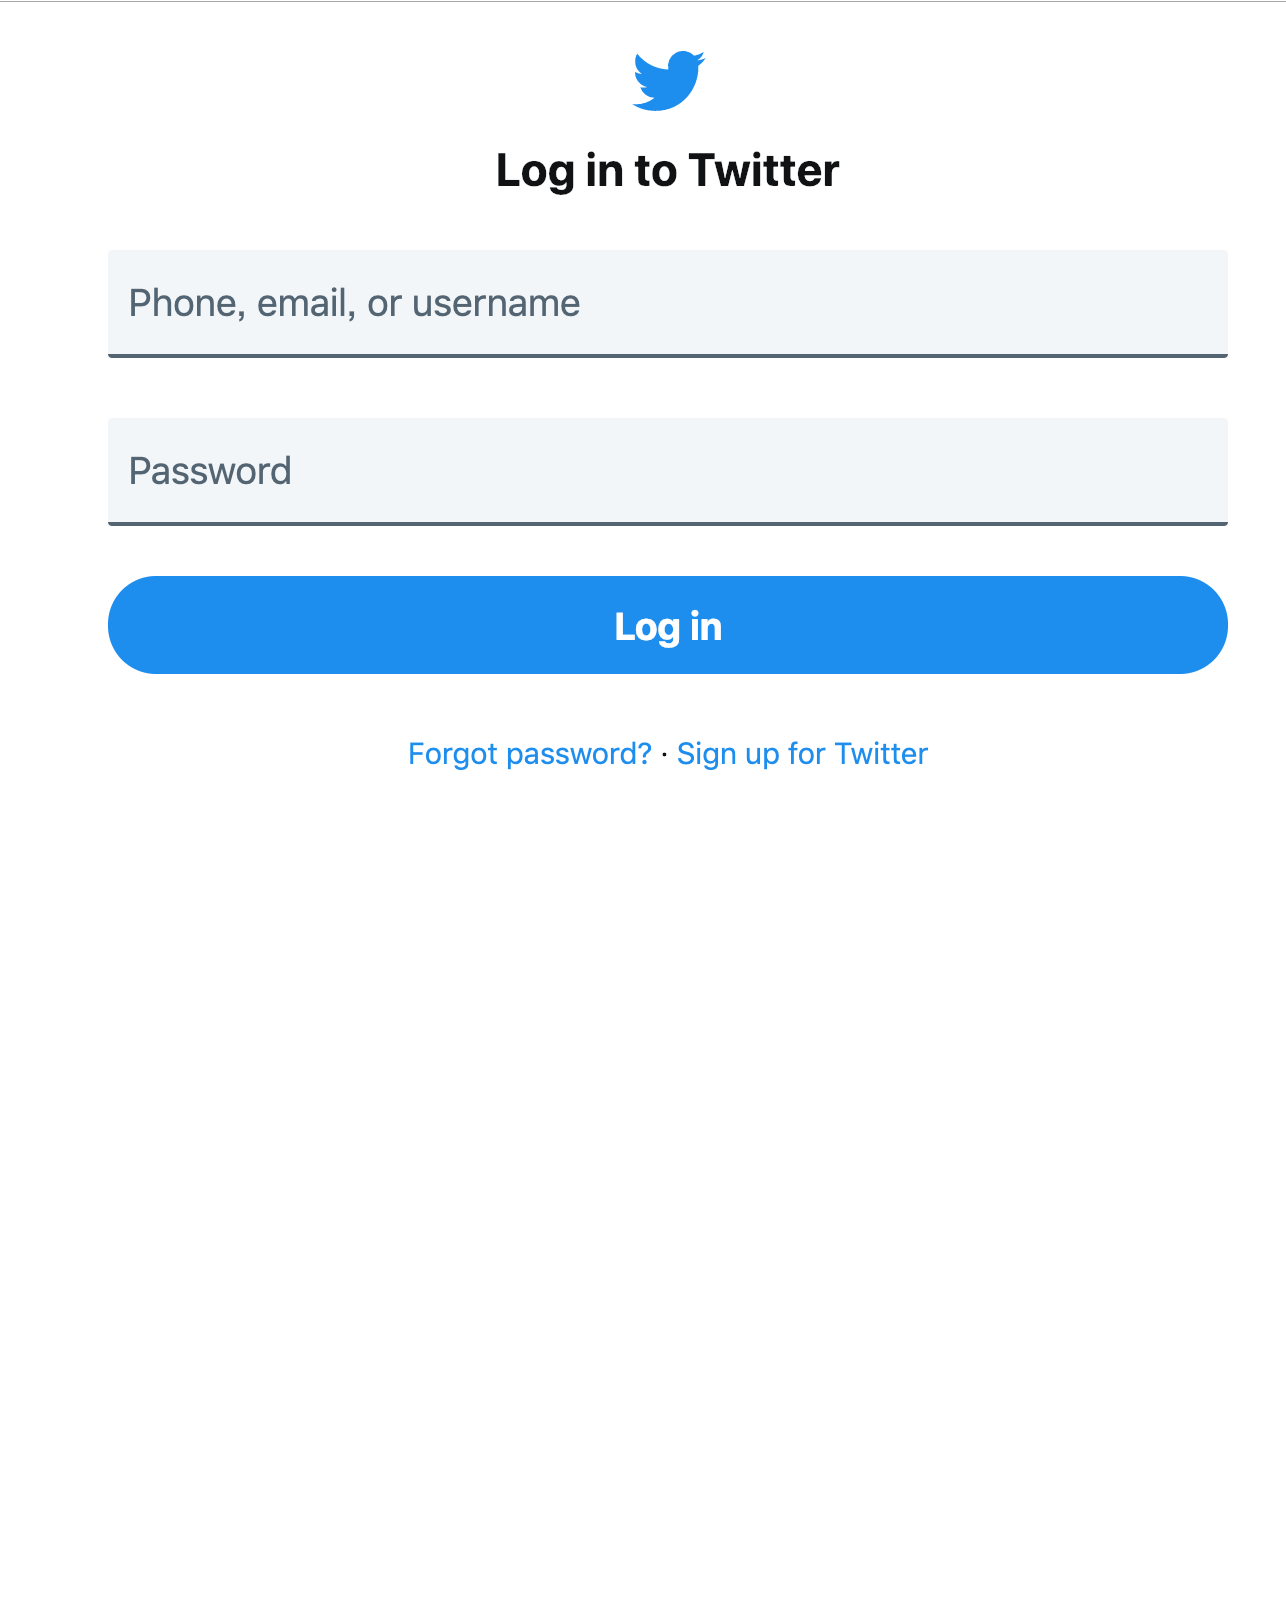 Log in to Twitter
Phone, email, or username
Password
Log in
Forgot password? · Sign up for Twitter